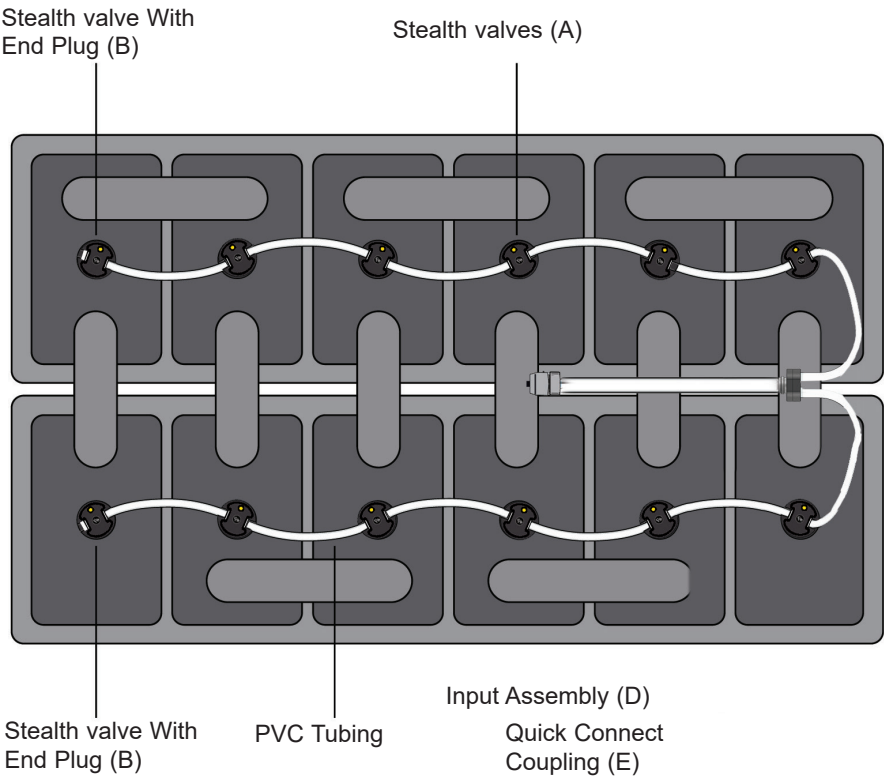 Stealth valve With
End Plug (B)
Stealth valves (A)
Stealth valve With
End Plug (B)
PVC Tubing
Input Assembly (D)
Quick Connect
Coupling (E)